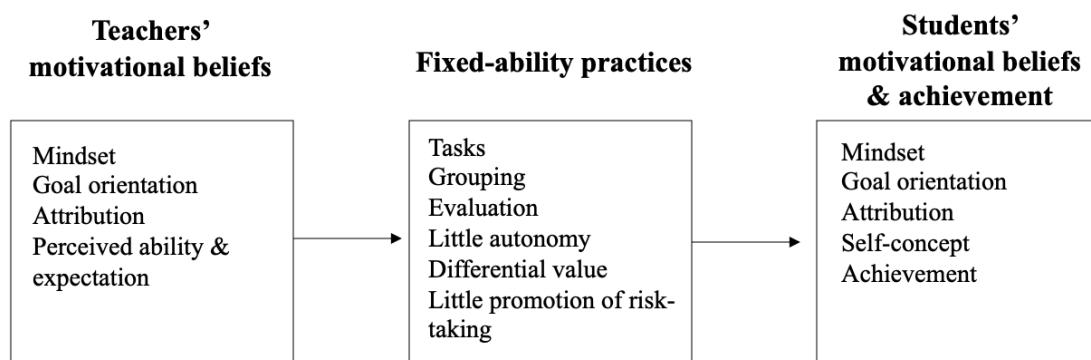 Teachers’
motivational beliefs
Mindset
Goal orientation
Attribution
Perceived ability &
expectation
Fixed-ability practices
Tasks
Grouping
Evaluation
Little autonomy
Differential value
Little promotion of risk-
taking
Students’
motivational beliefs
& achievement
Mindset
Goal orientation
Attribution
Self-concept
Achievement